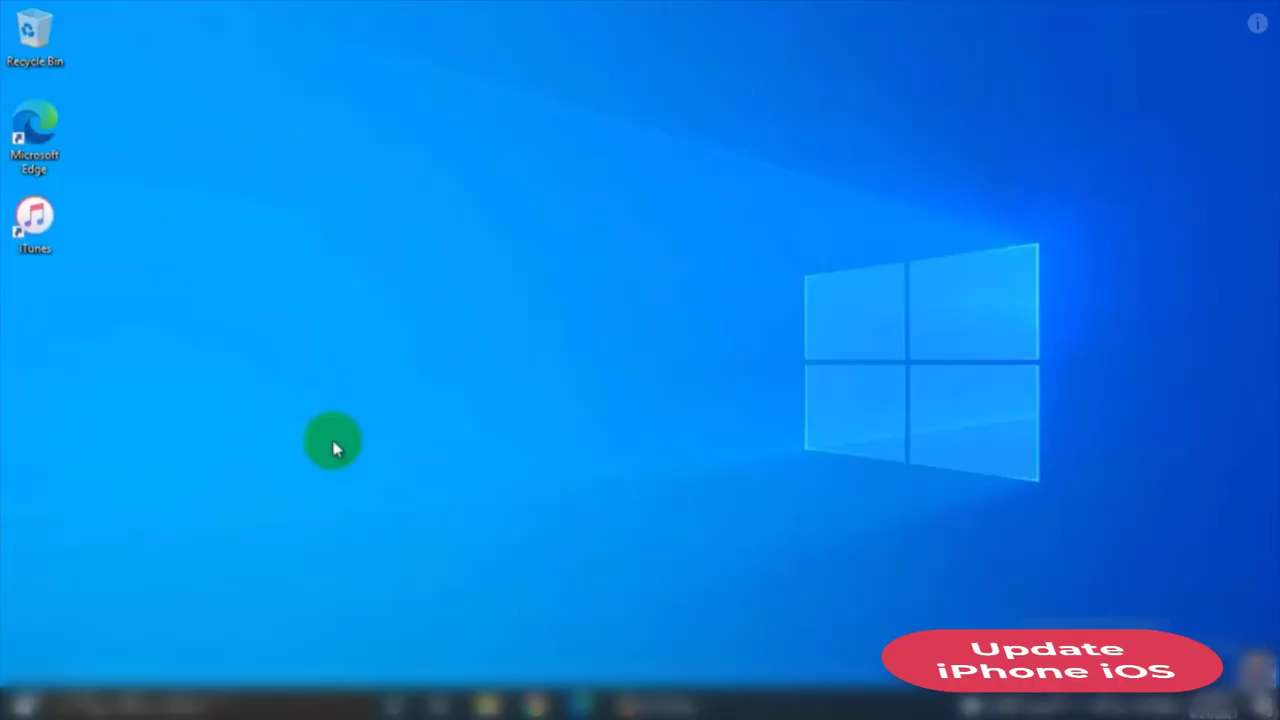 Recycle Bin
Microsoft
Edge
iTunes
Update
iPhone iOS